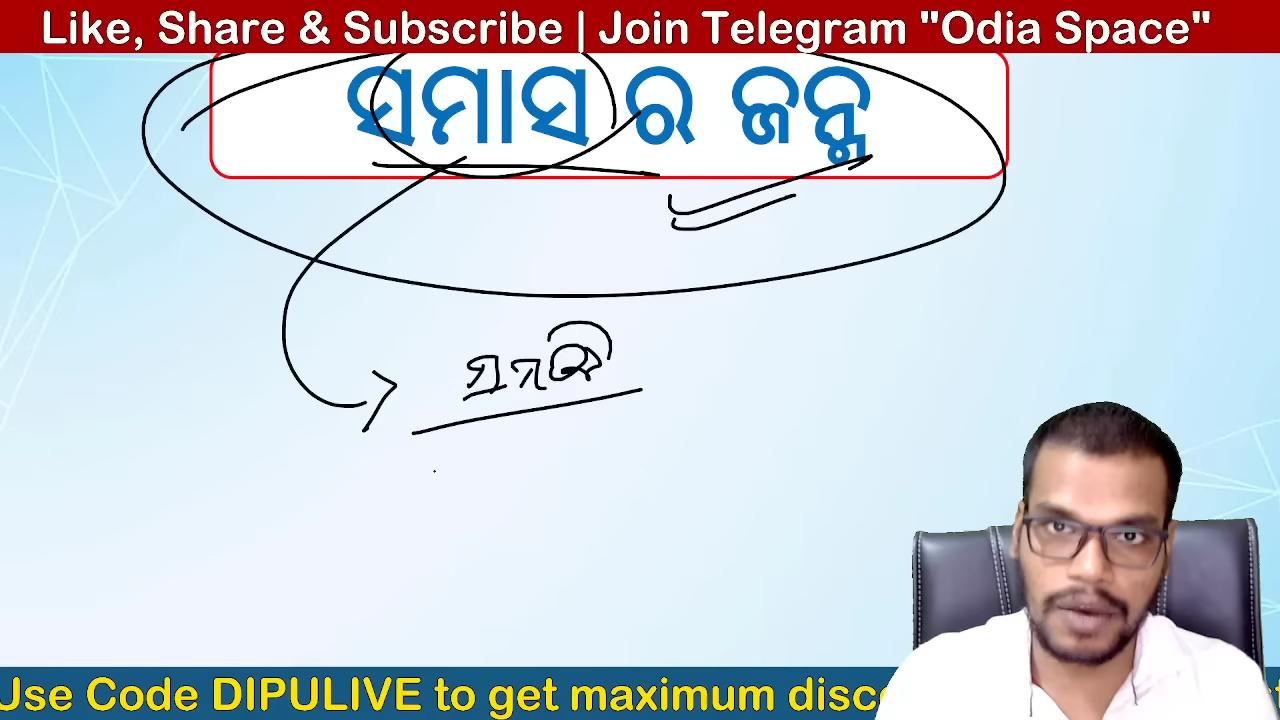 Like, Share & Subscribe | Join Telegram "Odia Space"
ସମାସ ର ଜନ୍ମ
Use Code DIPULIVE to get maximum disc